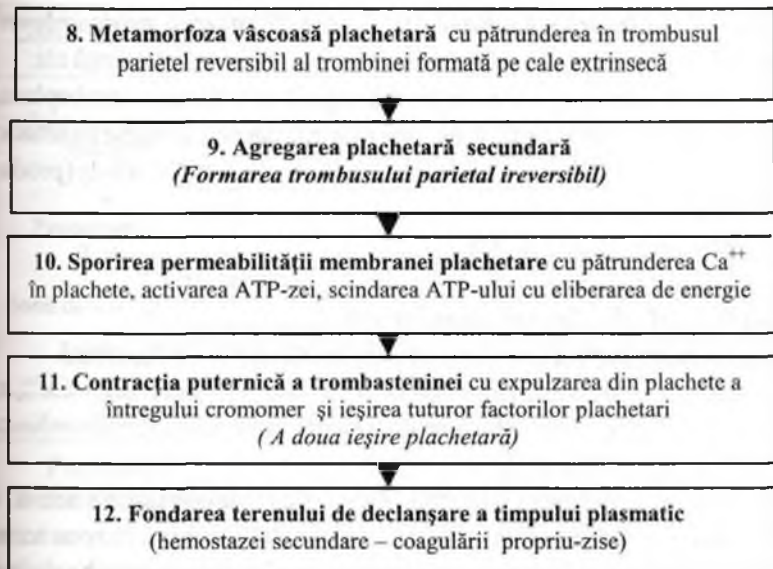 8. Metamorfoza vâscoasă plachetară cu pătrunderea în trombusul
parietel reversibil al trombinei formată pe cale extrinsecă
9. Agregarea plachetară secundară
(Formarea trombusului parietal ireversibil)
10. Sporirea permeabilității membranei plachetare cu pătrunderea Ca⁺⁺
în plachete, activarea ATP-zei, scindarea ATP-ului cu eliberarea de energie
11. Contracția puternică a trombasteninei cu expulzarea din plachete a
întregului cromomer și ieșirea tuturor factorilor plachetari
( A doua ieșire plachetară)
12. Fondarea terenului de declanșare a timpului plasmatic
(hemostazei secundare – coagulării propriu-zise)